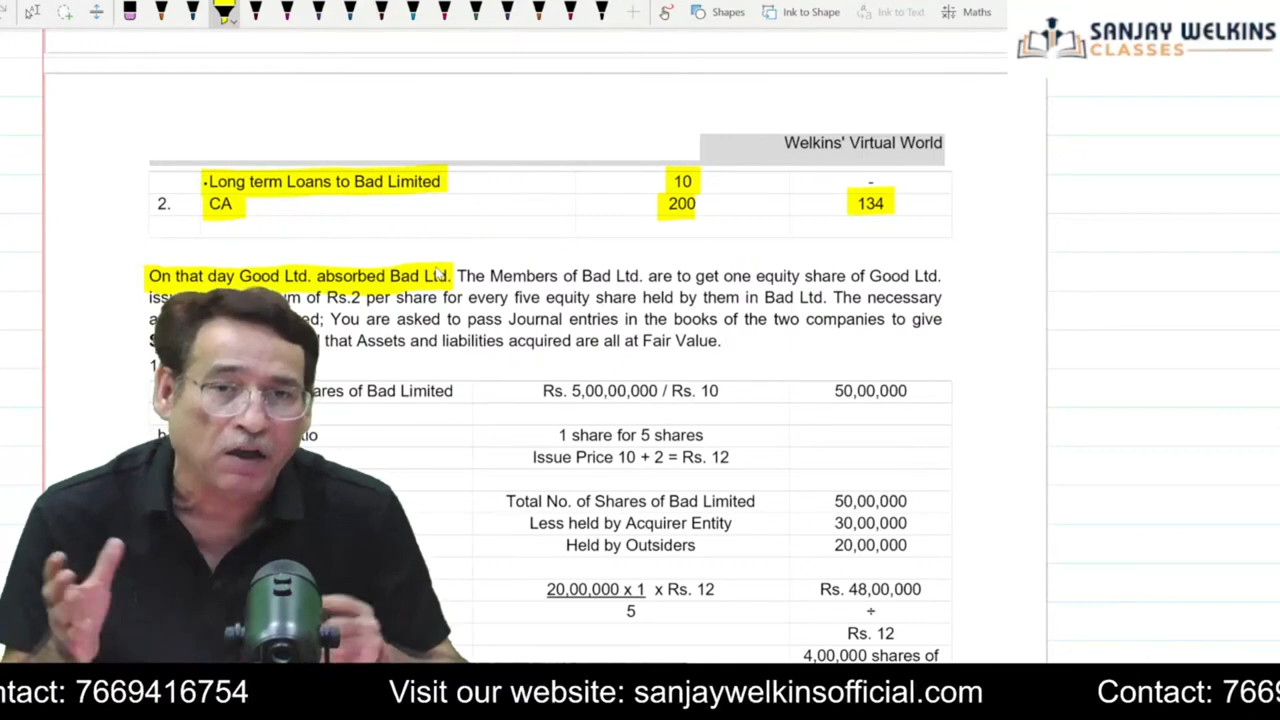 Shapes Ink to Shape Ink to Text Maths
SANJAY WELKINS
CLASSES
Welkins' Virtual World
Long term Loans to Bad Limited 10 -
2. CA 200 134
On that day Good Ltd. absorbed Bad Ltd. The Members of Bad Ltd. are to get one equity share of Good Ltd.
of Rs.2 per share for every five equity share held by them in Bad Ltd. The necessary
You are asked to pass Journal entries in the books of the two companies to give
that Assets and liabilities acquired are all at Fair Value.
1
of Bad Limited Rs. 5,00,00,000 / Rs. 10 50,00,000
1 share for 5 shares
Issue Price 10 + 2 = Rs. 12
Total No. of Shares of Bad Limited 50,00,000
Less held by Acquirer Entity 30,00,000
Held by Outsiders 20,00,000
20,00,000 x 1 x Rs. 12 Rs. 48,00,000
5 ÷
Rs. 12
4,00,000 shares of
ntact: 7669416754 Visit our website: sanjaywelkinsofficial.com Contact: 7669